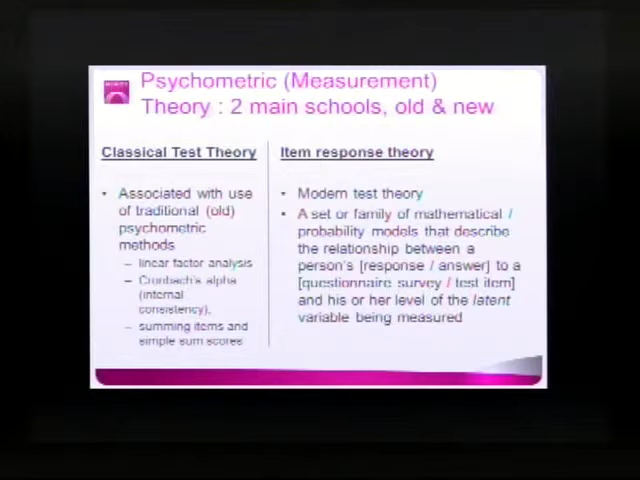 Psychometric (Measurement)
Theory : 2 main schools, old & new
Classical Test Theory
• Associated with use
of traditional (old)
psychometric
methods
– linear factor analysis
– Cronbach's alpha
(internal
consistency),
– summing items and
simple sum scores
Item response theory
• Modern test theory
• A set or family of mathematical /
probability models that describe
the relationship between a
person's [response / answer] to a
[questionnaire survey / test item]
and his or her level of the latent
variable being measured